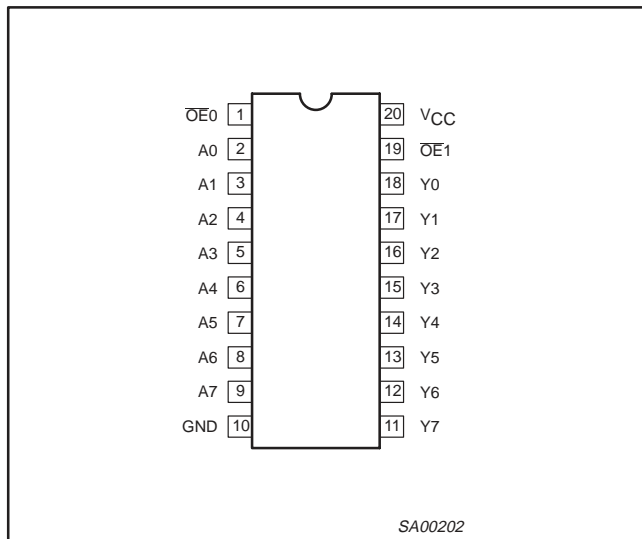 O̅E̅0 1 20 VCC
A0 2 19 O̅E̅1
A1 3 18 Y0
A2 4 17 Y1
A3 5 16 Y2
A4 6 15 Y3
A5 7 14 Y4
A6 8 13 Y5
A7 9 12 Y6
GND 10 11 Y7
SA00202